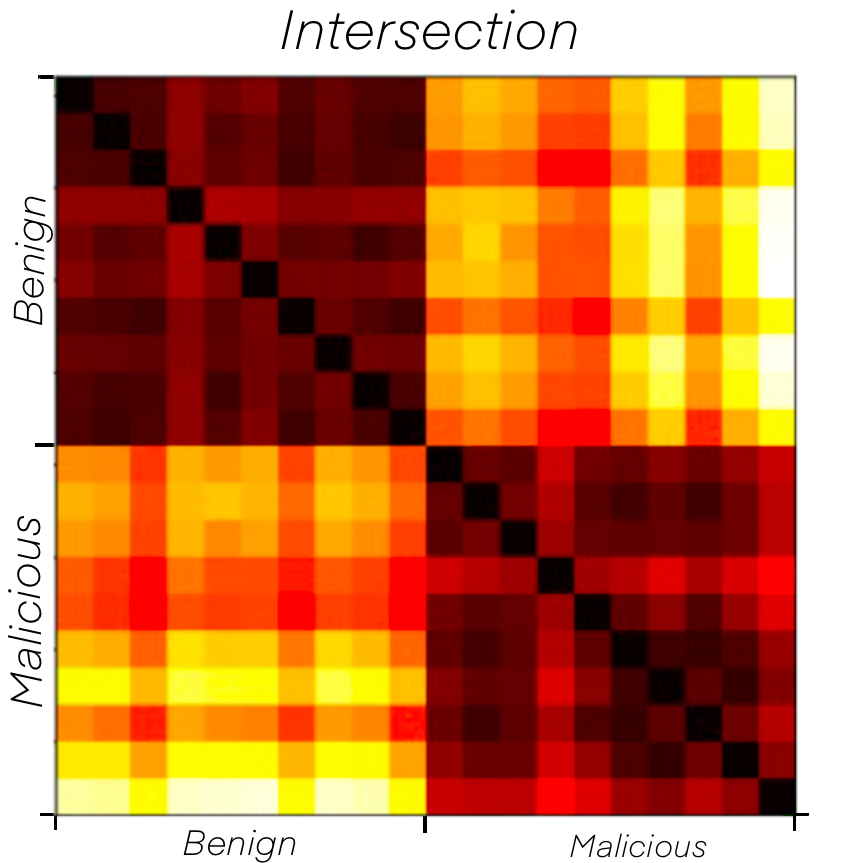 Intersection
Benign
Malicious
Benign
Malicious